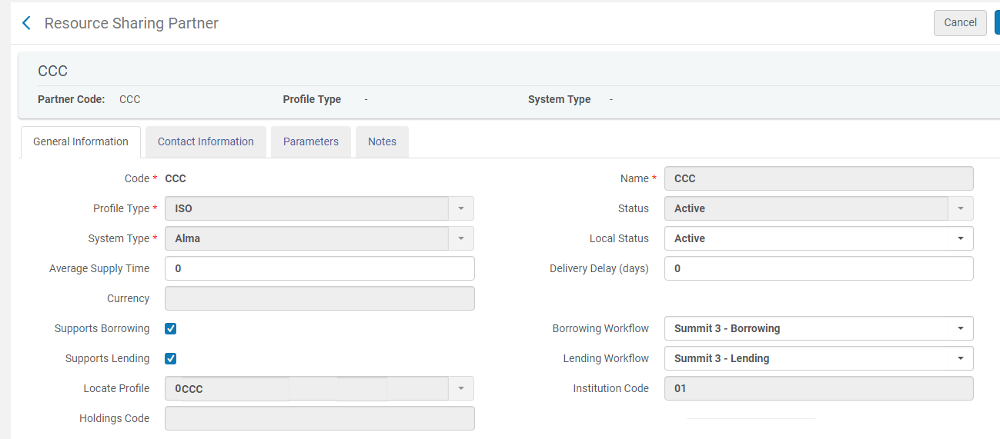 Resource Sharing Partner Cancel
CCC
Partner Code: CCC Profile Type - System Type -
General Information Contact Information Parameters Notes
Code * CCC Name * CCC
Profile Type * ISO Status Active
System Type * Alma Local Status Active
Average Supply Time 0 Delivery Delay (days) 0
Currency
Supports Borrowing Borrowing Workflow Summit 3 - Borrowing
Supports Lending Lending Workflow Summit 3 - Lending
Locate Profile 0CCC Institution Code 01
Holdings Code